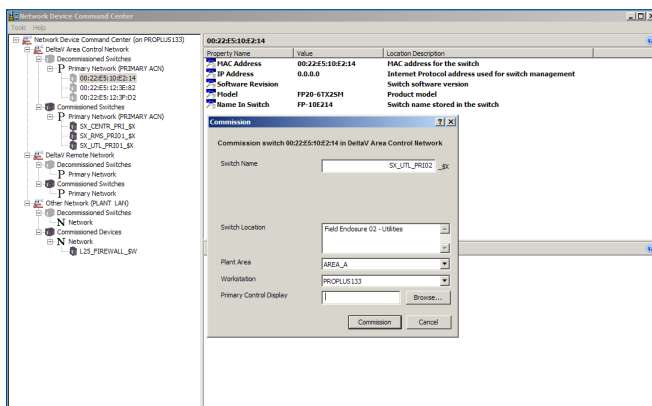 Network Device Command Center
Tools Help
Network Device Command Center (on PROPLUS133)
DeltaV Area Control Network
Decommissioned Switches
P Primary Network (PRIMARY ACN)
00:22:E5:10:E2:14
00:22:E5:12:3E:82
00:22:E5:12:3F:D2
Commissioned Switches
P Primary Network (PRIMARY ACN)
SX_CENTR_PRI_$X
SX_RMS_PRI01_$X
SX_UTL_PRI01_$X
DeltaV Remote Network
Decommissioned Switches
P Primary Network
Commissioned Switches
P Primary Network
Other Network (PLANT LAN)
Decommissioned Switches
N Network
Commissioned Devices
N Network
L25_FIREWALL_$W
00:22:E5:10:E2:14
Property Name Value Location Description
MAC Address 00:22:E5:10:E2:14 MAC address for the switch
IP Address 0.0.0.0 Internet Protocol address used for switch management
Software Revision Switch software version
Model FP20-6TX2SM Product model
Name In Switch FP-10E214 Switch name stored in the switch
Commission
Commission switch 00:22:E5:10:E2:14 in DeltaV Area Control Network
Switch Name SX_UTL_PRI02 _$X
Switch Location Field Enclosure 02 - Utilities
Plant Area AREA_A
Workstation PROPLUS133
Primary Control Display Browse...
Commission Cancel